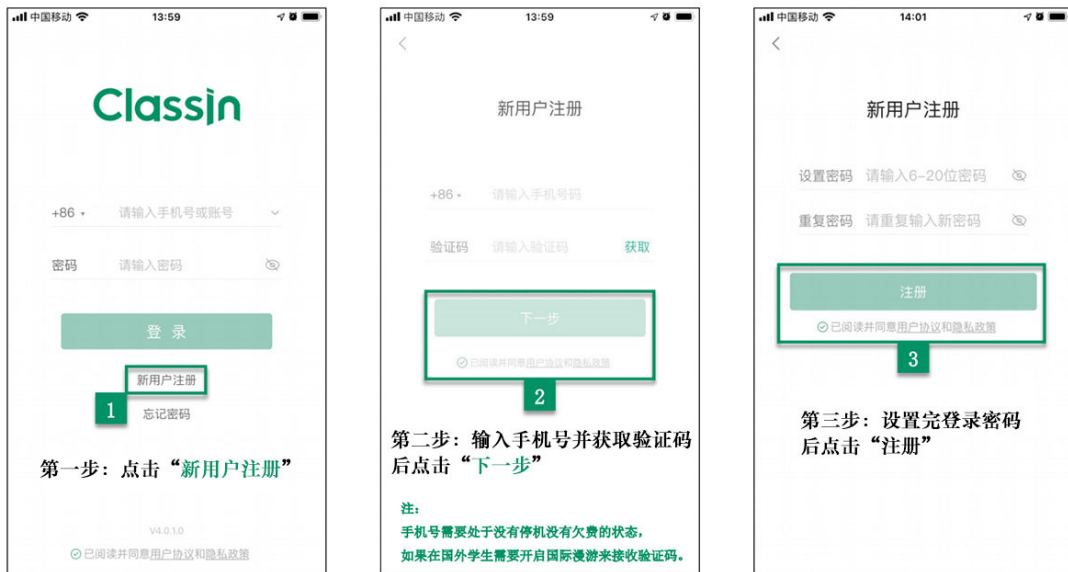 中国移动 13:59
ClassIn
+86 请输入手机号或账号
密码 请输入密码
登 录
新用户注册
1
忘记密码
第一步：点击“新用户注册”
V4.0.1.0
已阅读并同意用户协议和隐私政策
中国移动 13:59
新用户注册
+86 请输入手机号码
验证码 请输入验证码 获取
下一步
已阅读并同意用户协议和隐私政策
2
第二步：输入手机号并获取验证码
后点击“下一步”
注：
手机号需要处于没有停机没有欠费的状态，
如果在国外学生需要开启国际漫游来接收验证码。
中国移动 14:01
新用户注册
设置密码 请输入6-20位密码
重复密码 请重复输入新密码
注册
已阅读并同意用户协议和隐私政策
3
第三步：设置完登录密码
后点击“注册”